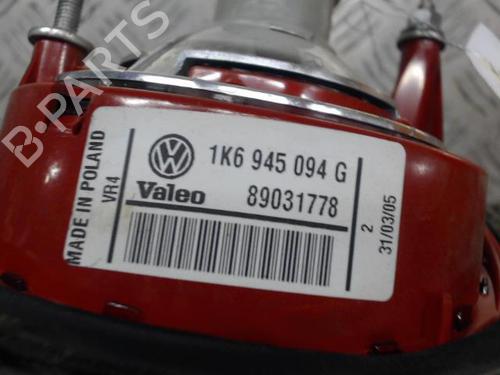 B-PARTS
1K6 945 094 G
Valeo
89031778
MADE IN POLAND
VR4
2
31/03/05